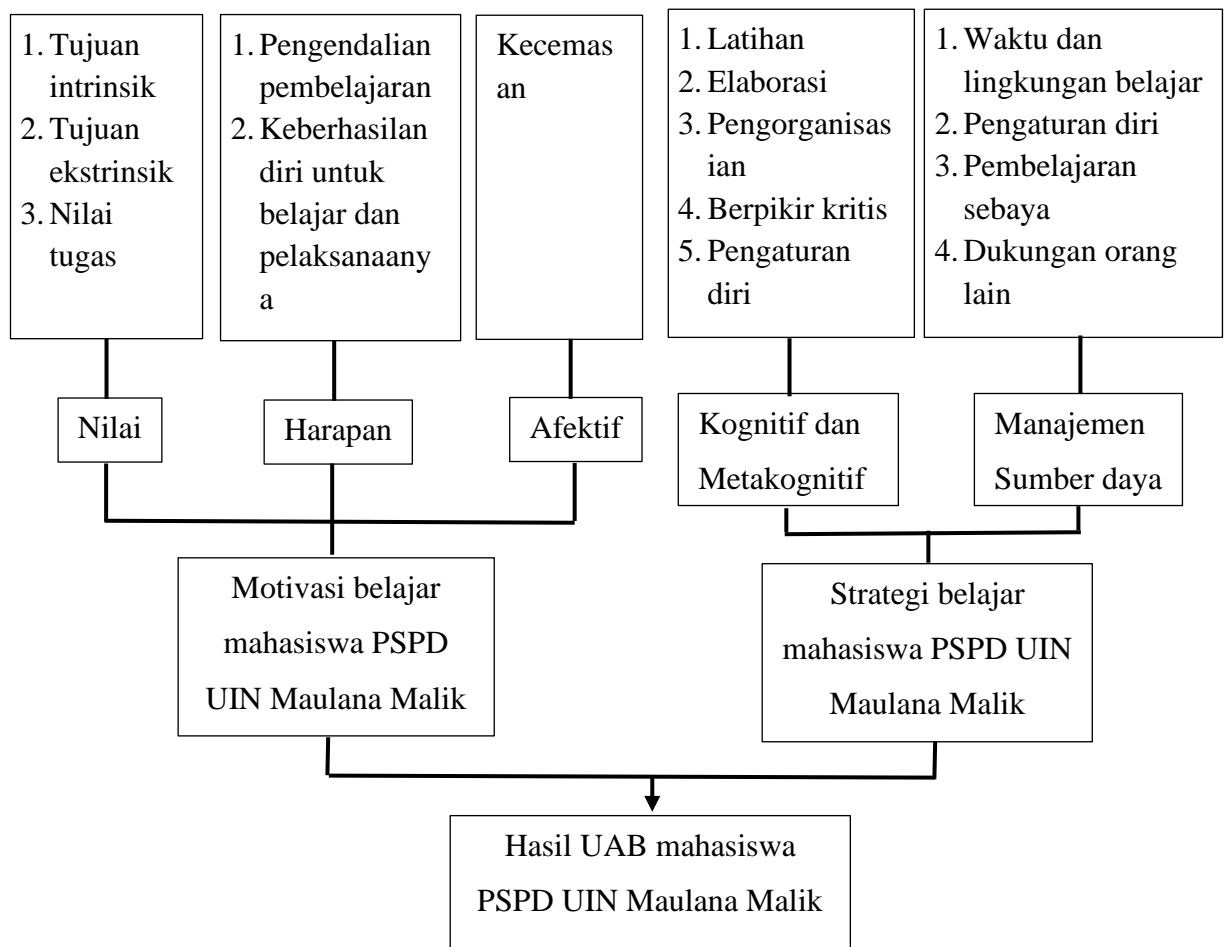 1. Tujuan
intrinsik
2. Tujuan
ekstrinsik
3. Nilai
tugas
1. Pengendalian
pembelajaran
2. Keberhasilan
diri untuk
belajar dan
pelaksanaany
a
Kecemas
an
1. Latihan
2. Elaborasi
3. Pengorganisas
ian
4. Berpikir kritis
5. Pengaturan
diri
1. Waktu dan
lingkungan belajar
2. Pengaturan diri
3. Pembelajaran
sebaya
4. Dukungan orang
lain
Nilai
Harapan
Afektif
Kognitif dan
Metakognitif
Manajemen
Sumber daya
Motivasi belajar
mahasiswa PSPD
UIN Maulana Malik
Strategi belajar
mahasiswa PSPD UIN
Maulana Malik
Hasil UAB mahasiswa
PSPD UIN Maulana Malik